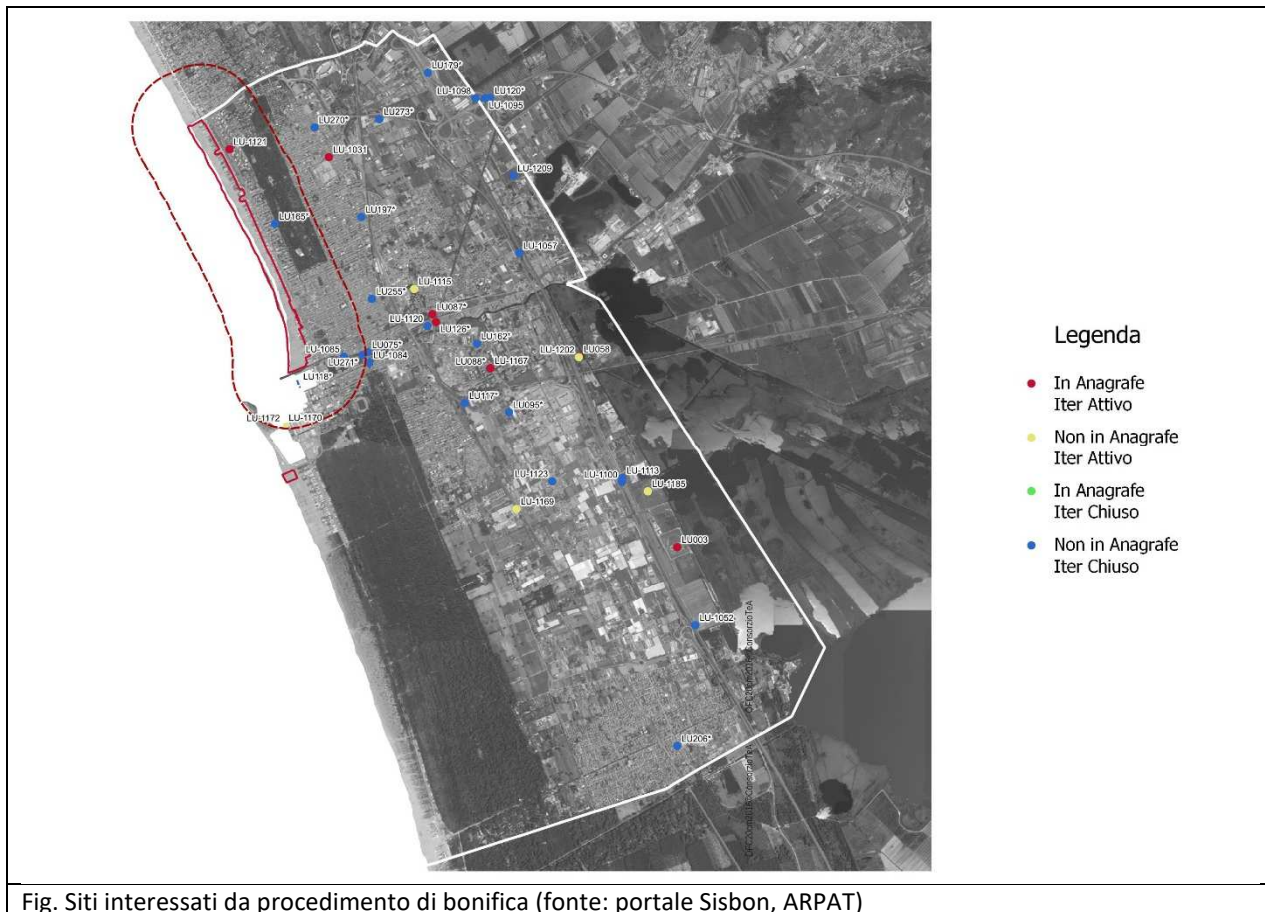 LU179*
LU-1098
LU120*
LU-1095
LU270*
LU273*
LU-1121
LU-1031
LU-1209
LU165*
LU197*
LU-1057
LU-1115
LU255*
LU087*
LU-1120
LU126*
LU162*
LU-1085
LU075*
LU271*
LU-1084
LU-1202
LU058
LU088*
LU-1167
LU118*
LU117*
LU095*
LU-1172
LU-1170
LU-1123
LU-1100
LU-1113
LU-1185
LU-1169
LU003
LU-1052
LU206*
Legenda
In Anagrafe
Iter Attivo
Non in Anagrafe
Iter Attivo
In Anagrafe
Iter Chiuso
Non in Anagrafe
Iter Chiuso
Fig. Siti interessati da procedimento di bonifica (fonte: portale Sisbon, ARPAT)